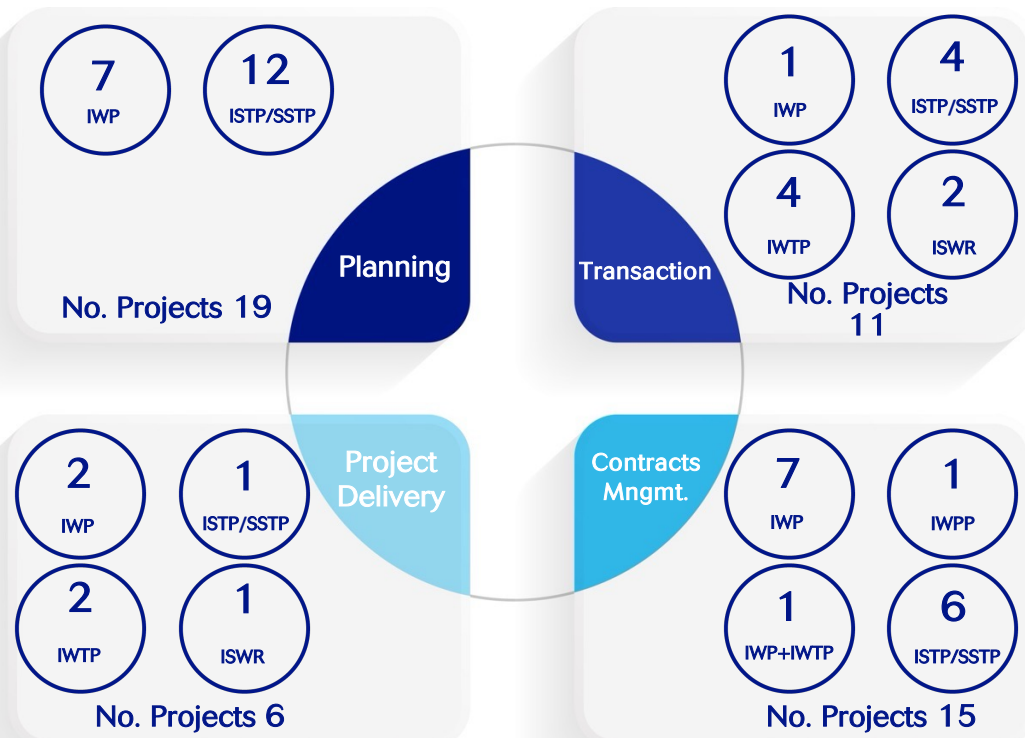 7
IWP
12
ISTP/SSTP
Planning
No. Projects 19
1
IWP
4
ISTP/SSTP
4
IWTP
2
ISWR
Transaction
No. Projects
11
2
IWP
1
ISTP/SSTP
2
IWTP
1
ISWR
Project
Delivery
No. Projects 6
Contracts
Mngmt.
7
IWP
1
IWPP
1
IWP+IWTP
6
ISTP/SSTP
No. Projects 15